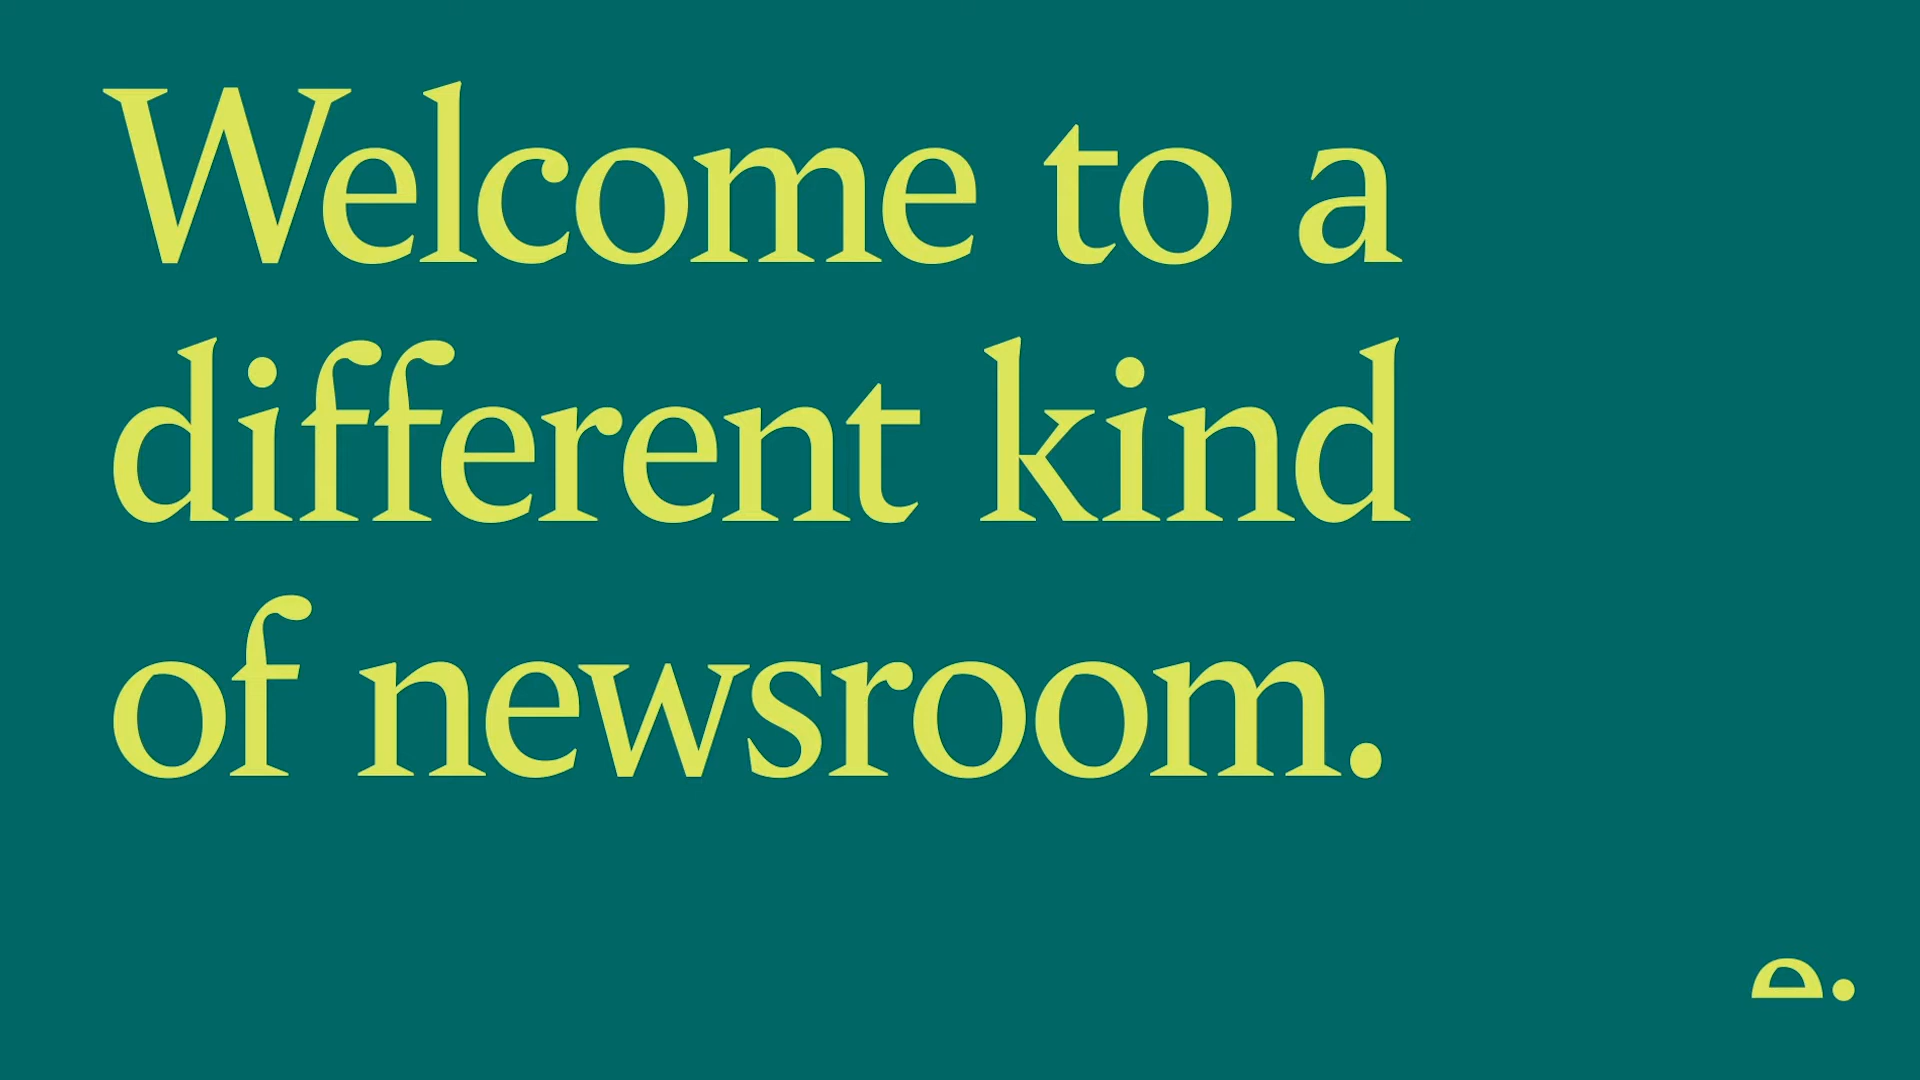 Welcome to a
different kind
of newsroom.